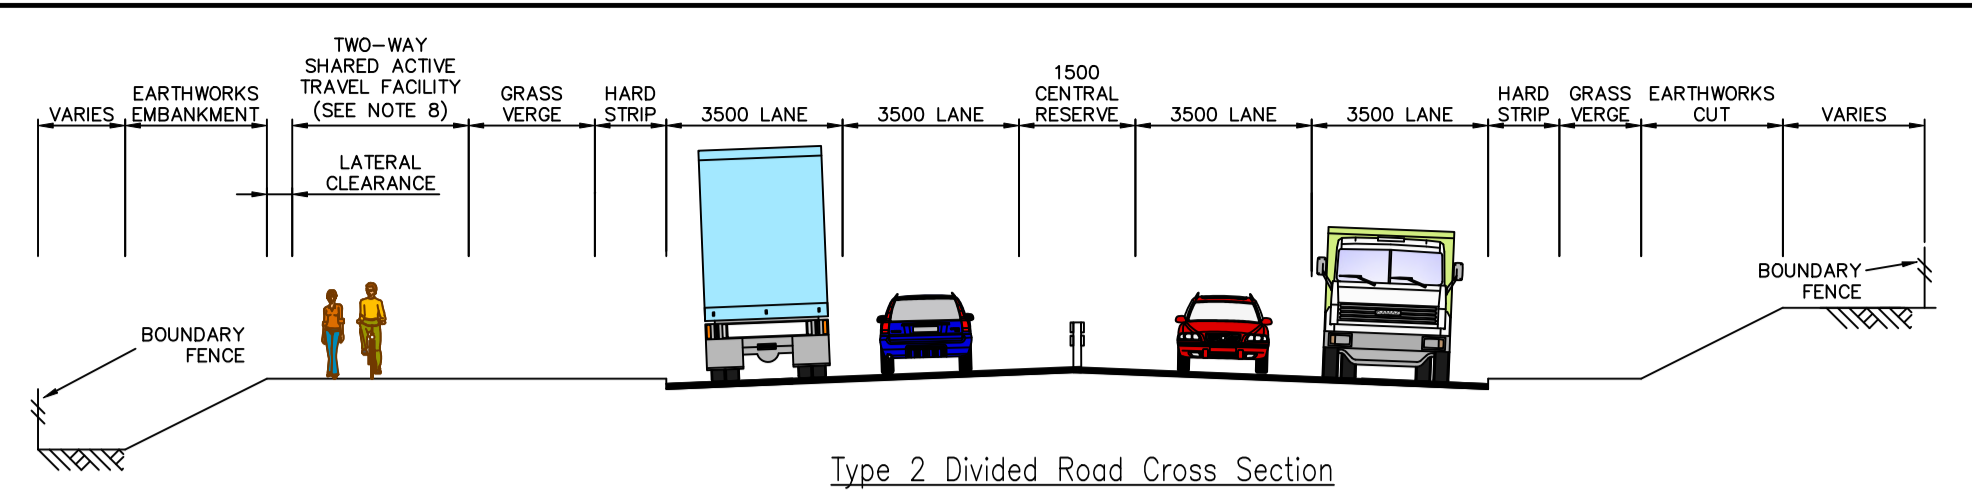 TWO-WAY
SHARED ACTIVE
TRAVEL FACILITY
(SEE NOTE 8)
VARIES
EARTHWORKS
EMBANKMENT
LATERAL
CLEARANCE
GRASS
VERGE
HARD
STRIP
3500 LANE
3500 LANE
1500
CENTRAL
RESERVE
3500 LANE
3500 LANE
HARD
STRIP
GRASS
VERGE
EARTHWORKS
CUT
VARIES
BOUNDARY
FENCE
BOUNDARY
FENCE
Type 2 Divided Road Cross Section